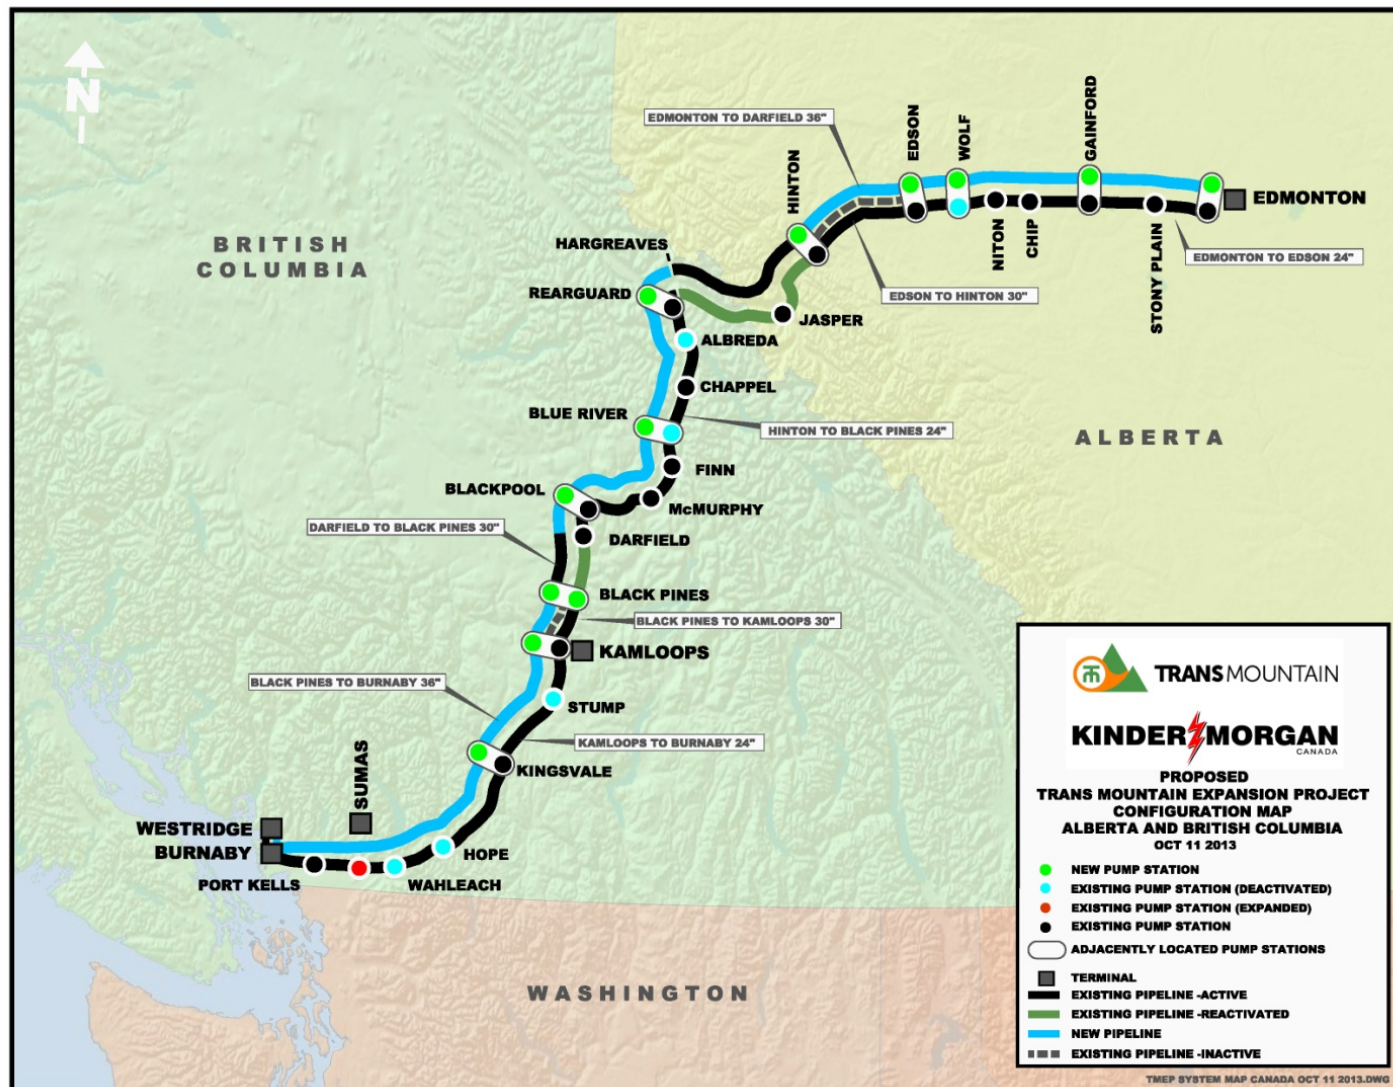 N
BRITISH
COLUMBIA
ALBERTA
WASHINGTON
EDMONTON TO DARFIELD 36"
HINTON
EDSON
WOLF
GAINFORD
EDMONTON
NITON
CHIP
STONY PLAIN
EDMONTON TO EDSON 24"
EDSON TO HINTON 30"
HARGREAVES
REARGUARD
JASPER
ALBREDA
CHAPPEL
BLUE RIVER
HINTON TO BLACK PINES 24"
FINN
BLACKPOOL
McMURPHY
DARFIELD TO BLACK PINES 30"
DARFIELD
BLACK PINES
BLACK PINES TO KAMLOOPS 30"
KAMLOOPS
BLACK PINES TO BURNABY 36"
STUMP
KAMLOOPS TO BURNABY 24"
KINGSVALE
SUMAS
WESTRIDGE
BURNABY
HOPE
PORT KELLS
WAHLEACH
TRANSMOUNTAIN
KINDER MORGAN
CANADA
PROPOSED
TRANS MOUNTAIN EXPANSION PROJECT
CONFIGURATION MAP
ALBERTA AND BRITISH COLUMBIA
OCT 11 2013
NEW PUMP STATION
EXISTING PUMP STATION (DEACTIVATED)
EXISTING PUMP STATION (EXPANDED)
EXISTING PUMP STATION
ADJACENTLY LOCATED PUMP STATIONS
TERMINAL
EXISTING PIPELINE -ACTIVE
EXISTING PIPELINE -REACTIVATED
NEW PIPELINE
EXISTING PIPELINE -INACTIVE
TMEP SYSTEM MAP CANADA OCT 11 2013.DWG